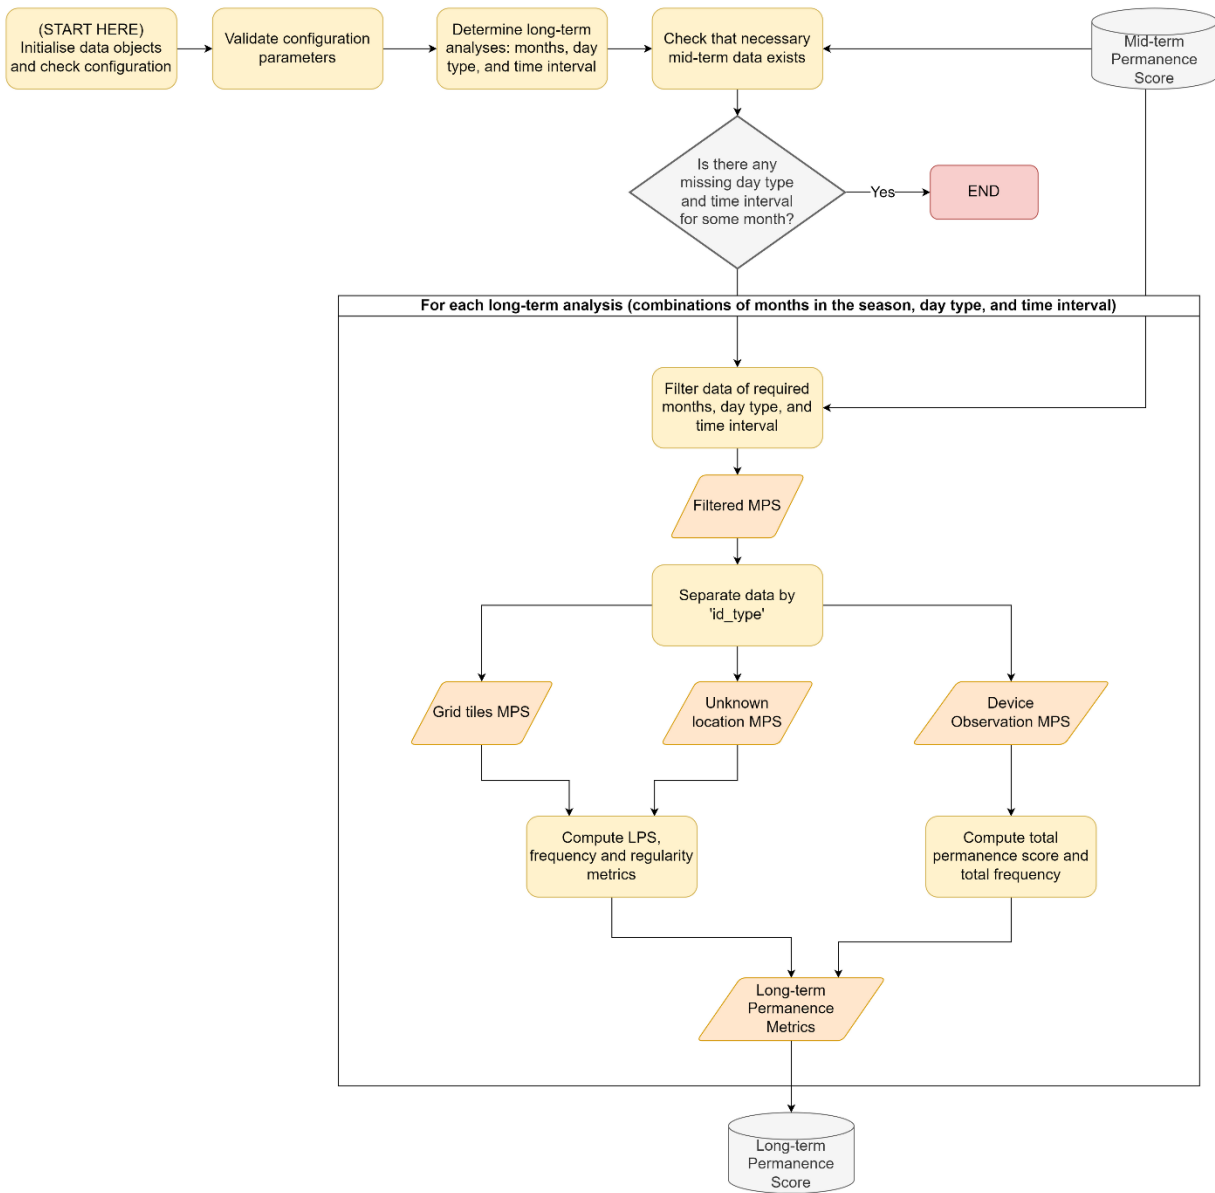 (START HERE)
Initialise data objects
and check configuration
Validate configuration
parameters
Determine long-term
analyses: months, day
type, and time interval
Check that necessary
mid-term data exists
Mid-term
Permanence
Score
Is there any
missing day type
and time interval
for some month?
Yes
END
For each long-term analysis (combinations of months in the season, day type, and time interval)
Filter data of required
months, day type, and
time interval
Filtered MPS
Separate data by
'id_type'
Grid tiles MPS
Unknown
location MPS
Device
Observation MPS
Compute LPS,
frequency and regularity
metrics
Compute total
permanence score and
total frequency
Long-term
Permanence
Metrics
Long-term
Permanence
Score